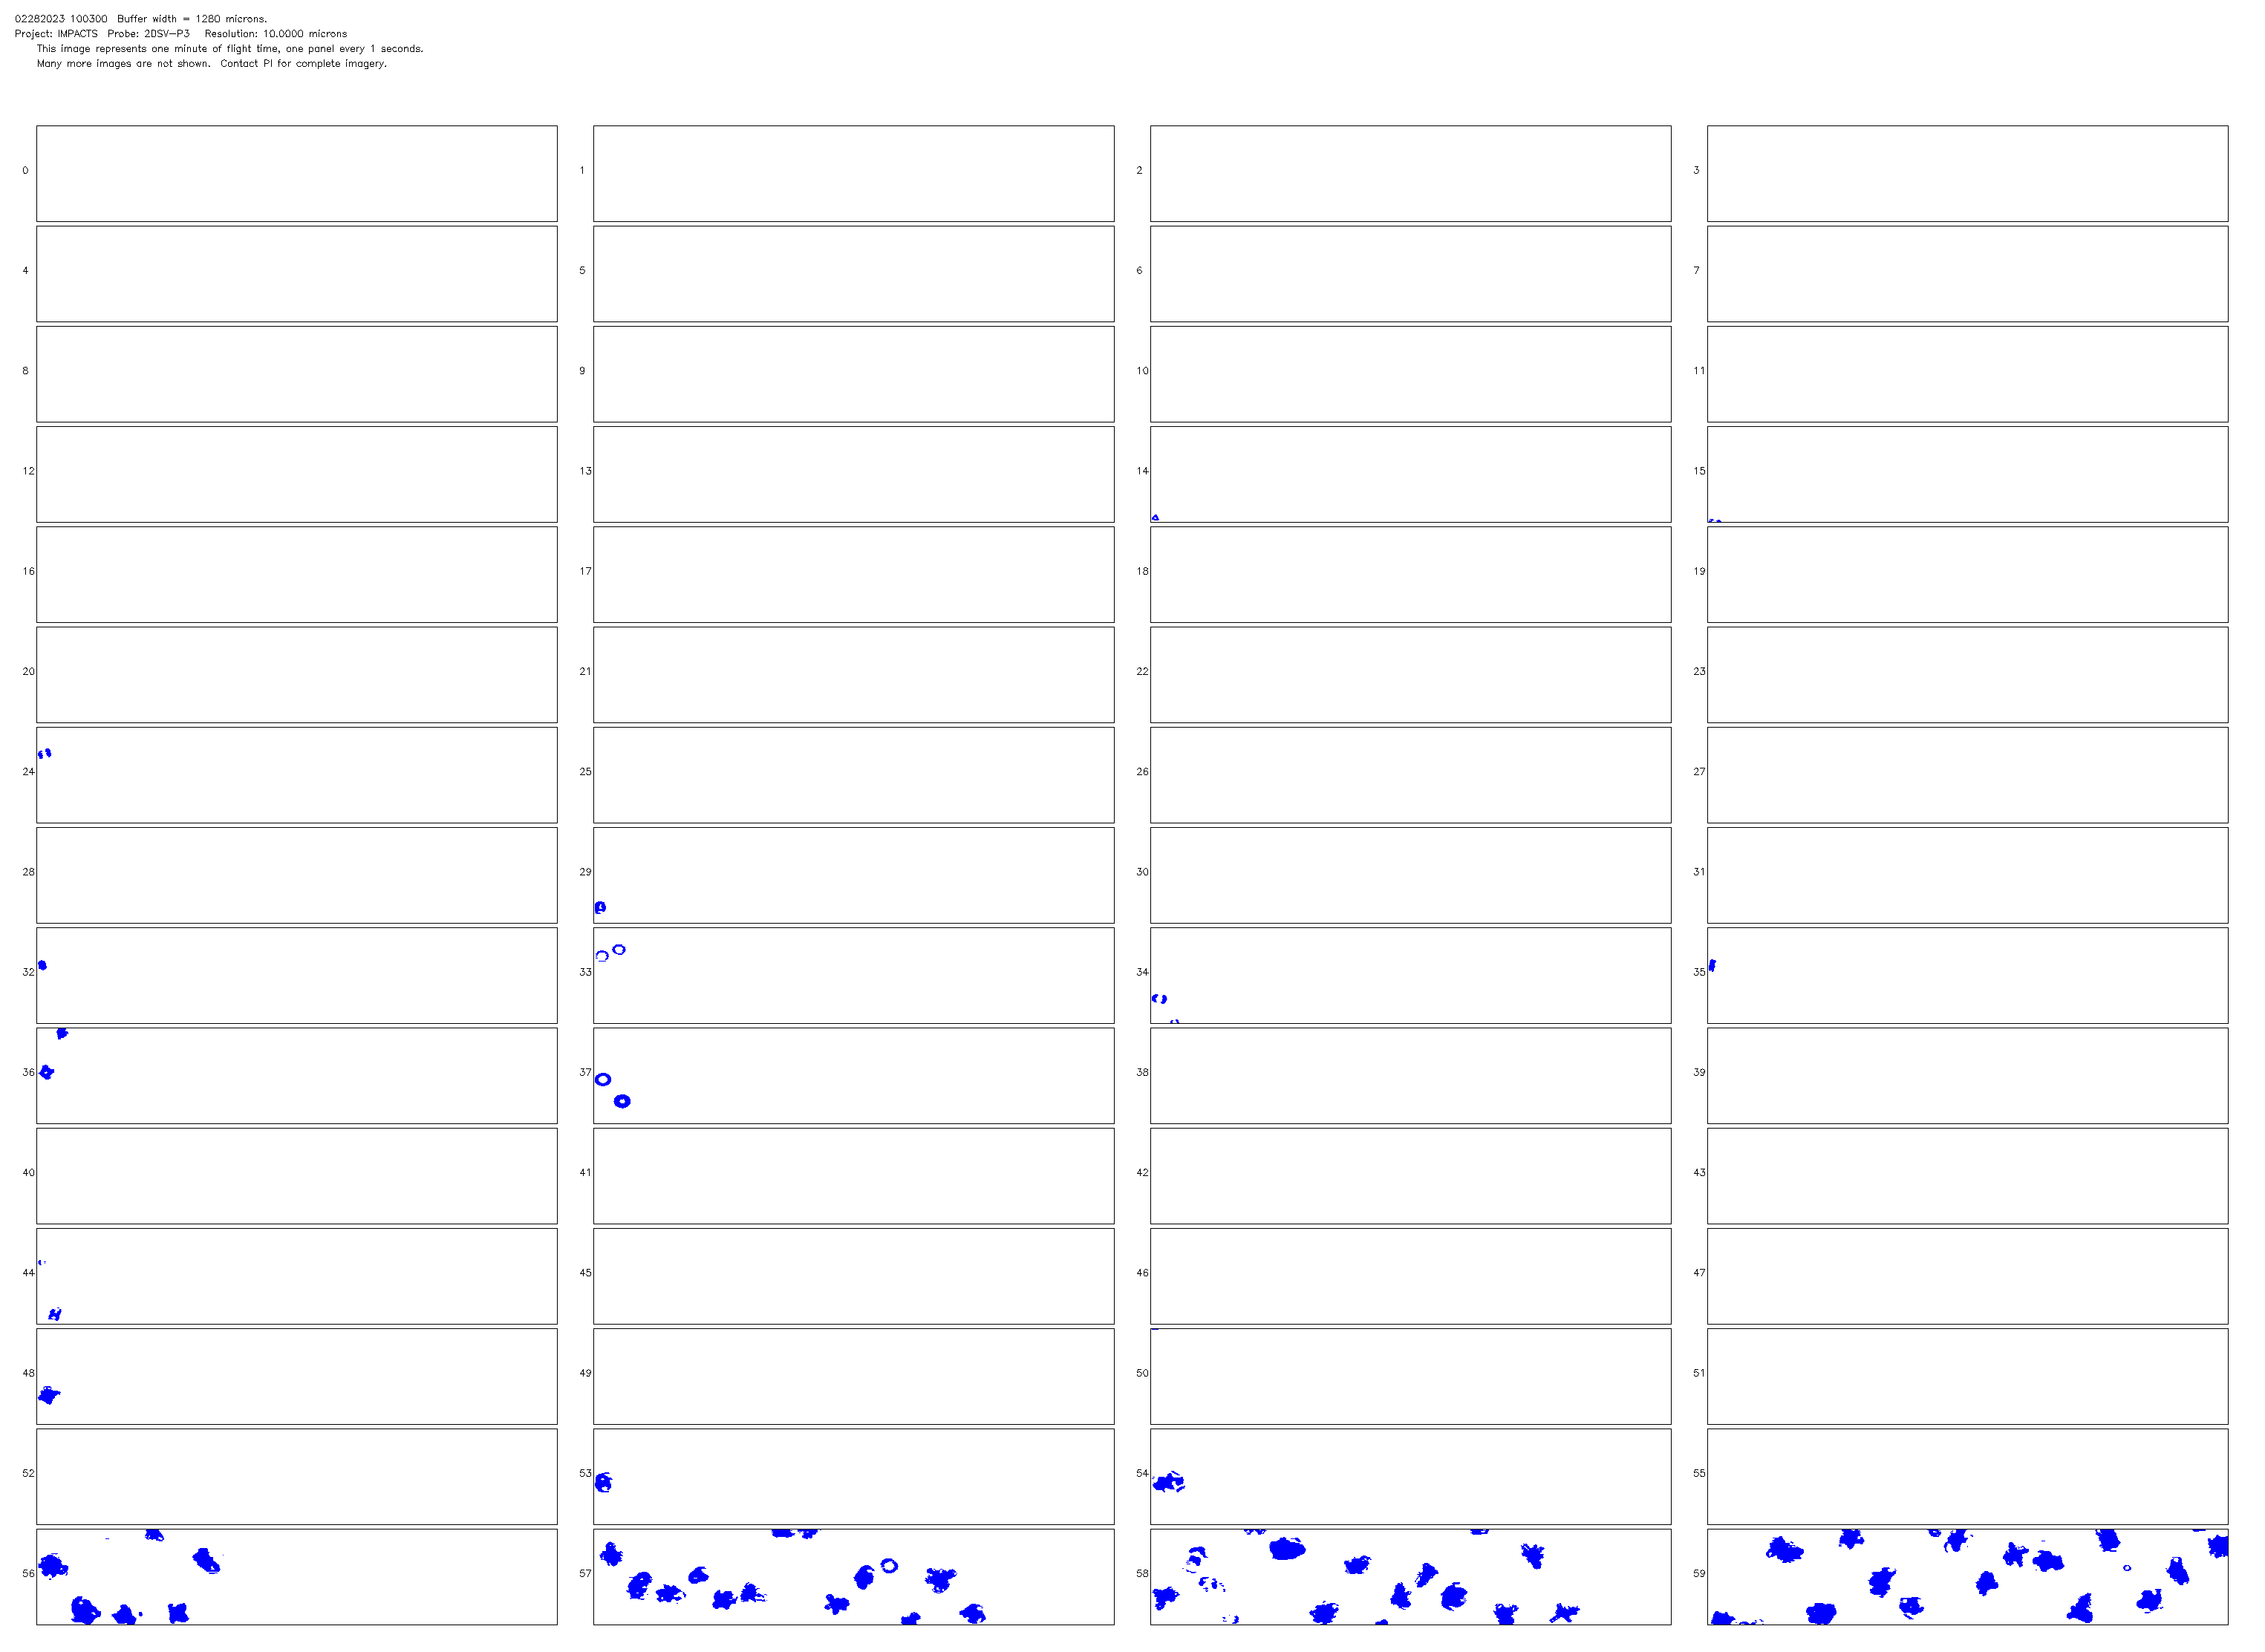 02282023 100300 Buffer width = 1280 microns.
Project: IMPACTS Probe: 2DSV-P3 Resolution: 10.0000 microns
This image represents one minute of flight time, one panel every 1 seconds.
Many more images are not shown. Contact PI for complete imagery.
0 1 2 3
4 5 6 7
8 9 10 11
12 13 14 15
16 17 18 19
20 21 22 23
24 25 26 27
28 29 30 31
32 33 34 35
36 37 38 39
40 41 42 43
44 45 46 47
48 49 50 51
52 53 54 55
56 57 58 59